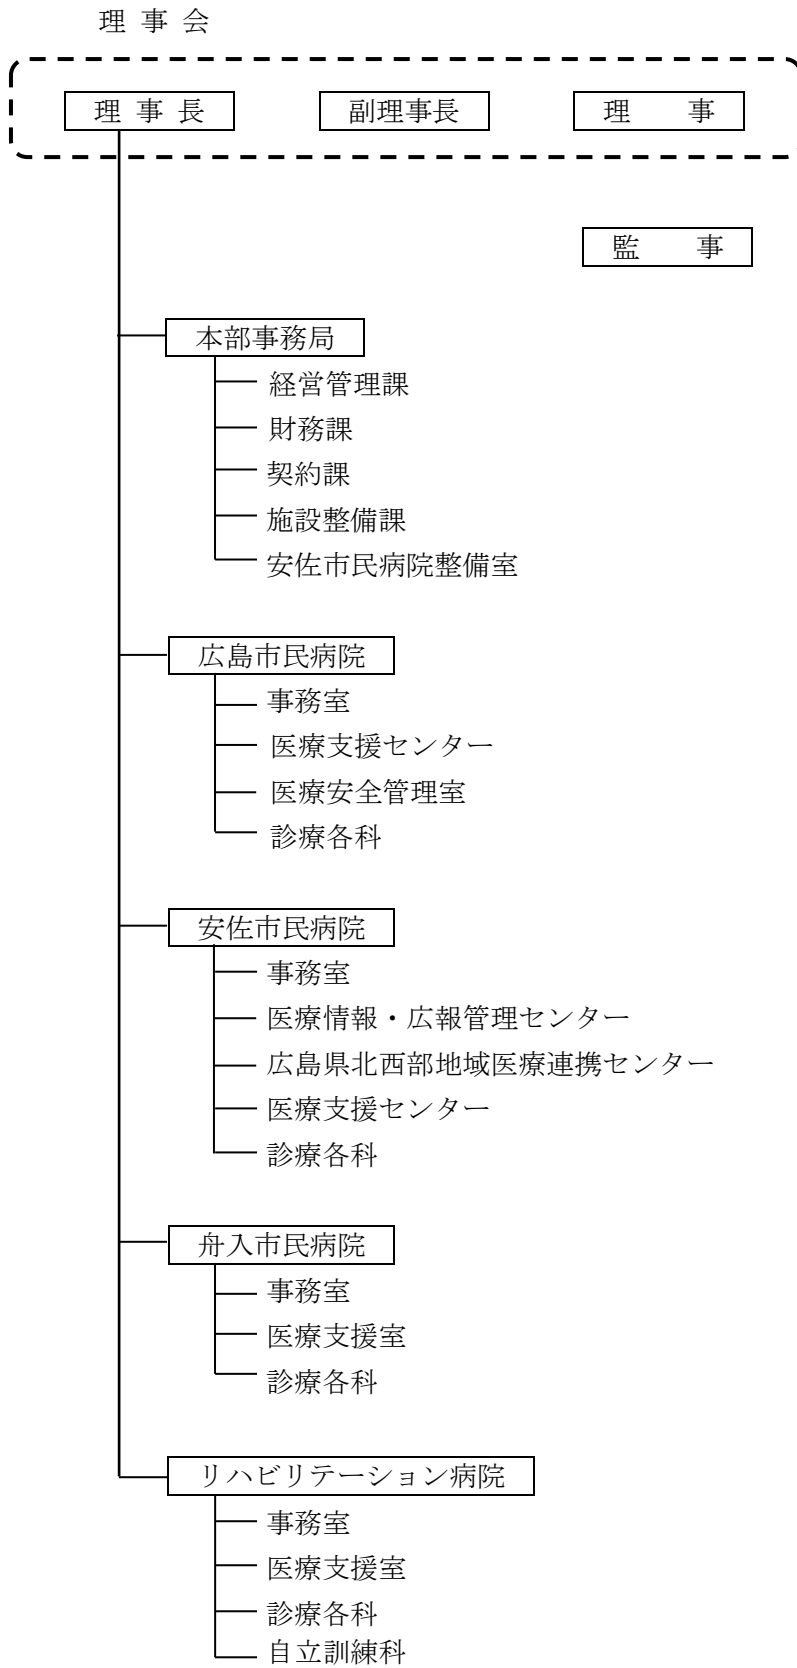 理 事 会
理 事 長
副理事長
理　　事
監　　事
本部事務局
経営管理課
財務課
契約課
施設整備課
安佐市民病院整備室
広島市民病院
事務室
医療支援センター
医療安全管理室
診療各科
安佐市民病院
事務室
医療情報・広報管理センター
広島県北西部地域医療連携センター
医療支援センター
診療各科
舟入市民病院
事務室
医療支援室
診療各科
リハビリテーション病院
事務室
医療支援室
診療各科
自立訓練科